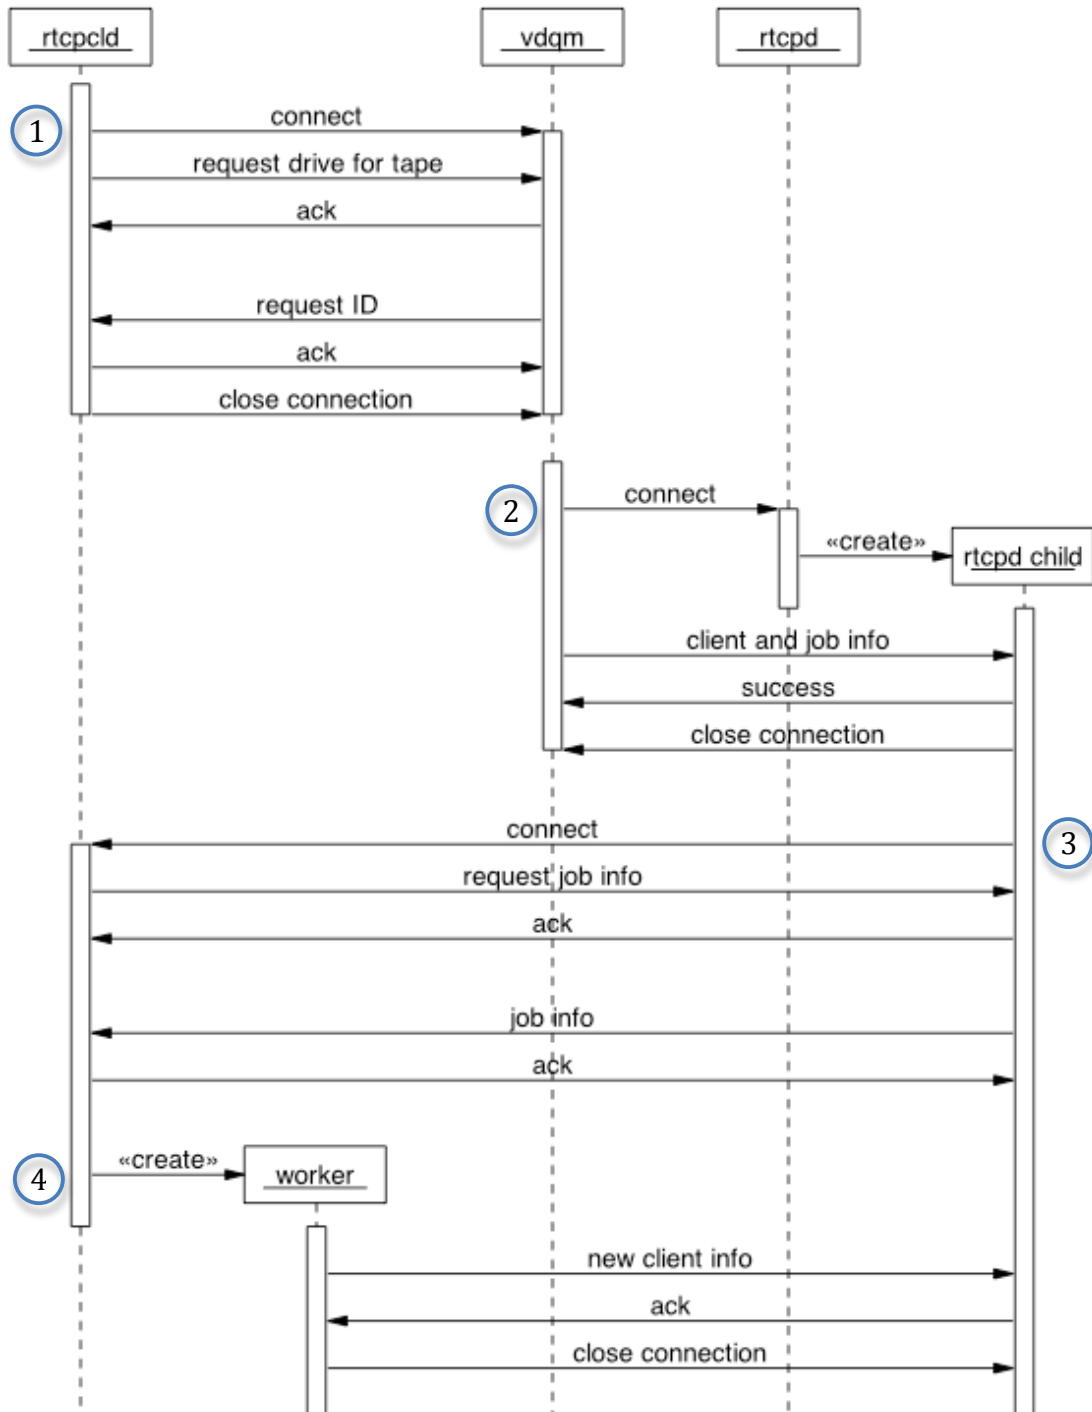 rtcpcld
vdqm
rtcpd
1
connect
request drive for tape
ack
request ID
ack
close connection
2
connect
«create»
rtcpd child
client and job info
success
close connection
connect
3
request job info
ack
job info
ack
4
«create»
worker
new client info
ack
close connection